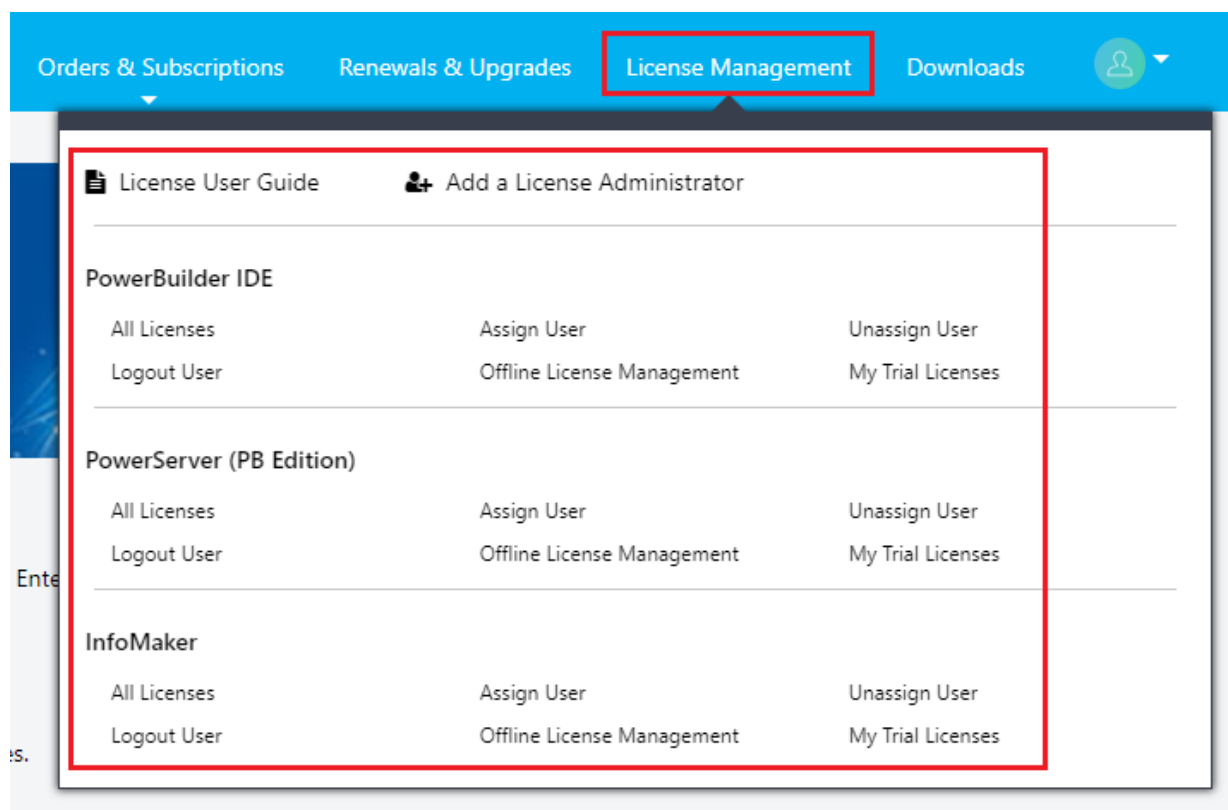 Orders & Subscriptions Renewals & Upgrades License Management Downloads
License User Guide Add a License Administrator
PowerBuilder IDE
All Licenses Assign User Unassign User
Logout User Offline License Management My Trial Licenses
PowerServer (PB Edition)
All Licenses Assign User Unassign User
Logout User Offline License Management My Trial Licenses
Ente
InfoMaker
All Licenses Assign User Unassign User
Logout User Offline License Management My Trial Licenses
es.